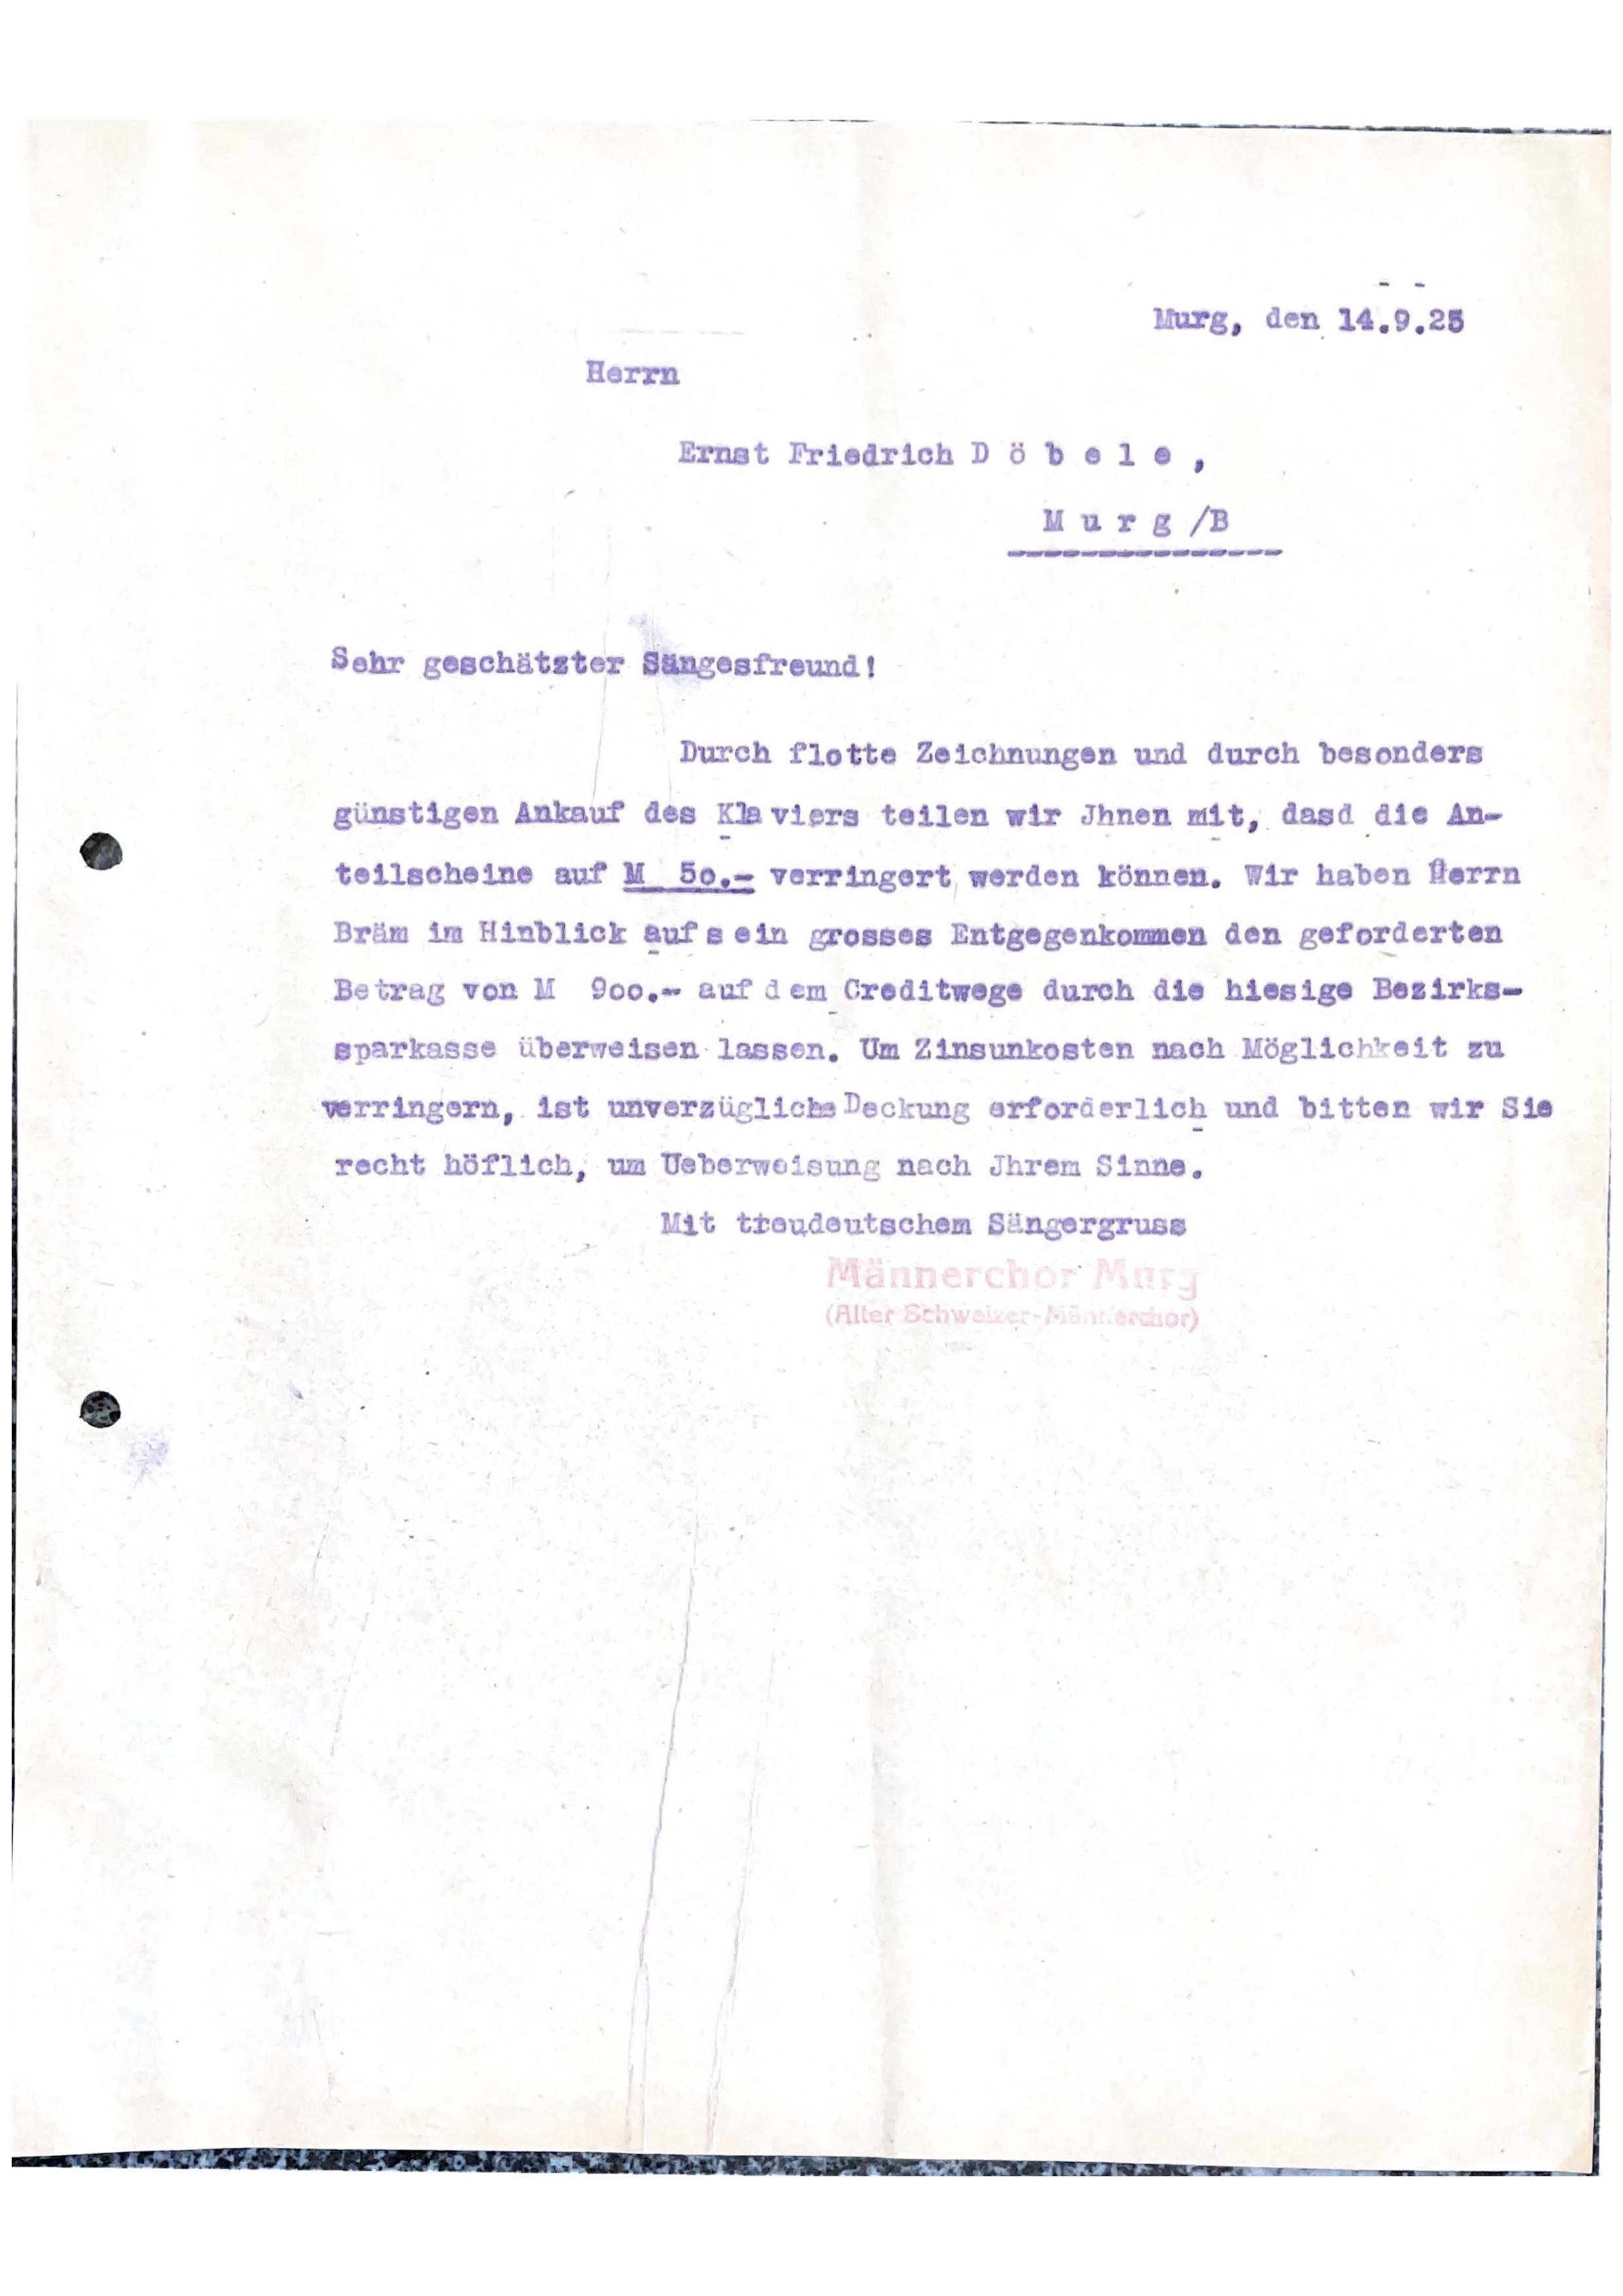 Murg, den 14.9.25
Herrn
Ernst Friedrich D ö b e l e ,
M u r g /B
Sehr geschätzter Sängesfreund!
Durch flotte Zeichnungen und durch besonders
günstigen Ankauf des Klaviers teilen wir Jhnen mit, dasd die An-
teilscheine auf M 5o.- verringert werden können. Wir haben Herrn
Bräm im Hinblick auf sein grosses Entgegenkommen den geforderten
Betrag von M 9oo.- auf dem Creditwege durch die hiesige Bezirks-
sparkasse überweisen lassen. Um Zinsunkosten nach Möglichkeit zu
verringern, ist unverzügliche Deckung erforderlich und bitten wir Sie
recht höflich, um Ueberweisung nach Jhrem Sinne.
Mit treudeutschem Sängergruss
Männerchor Murg
(Alter Schweizer-Männerchor)